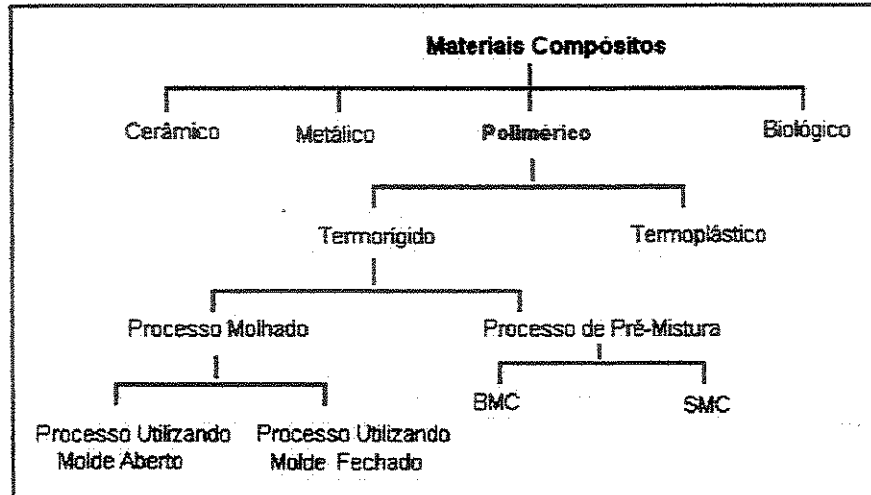 Materiais Compósitos
Cerâmico Metálico Polimérico Biológico
Termorígido Termoplástico
Processo Molhado Processo de Pré-Mistura
BMC SMC
Processo Utilizando
Molde Aberto
Processo Utilizando
Molde Fechado